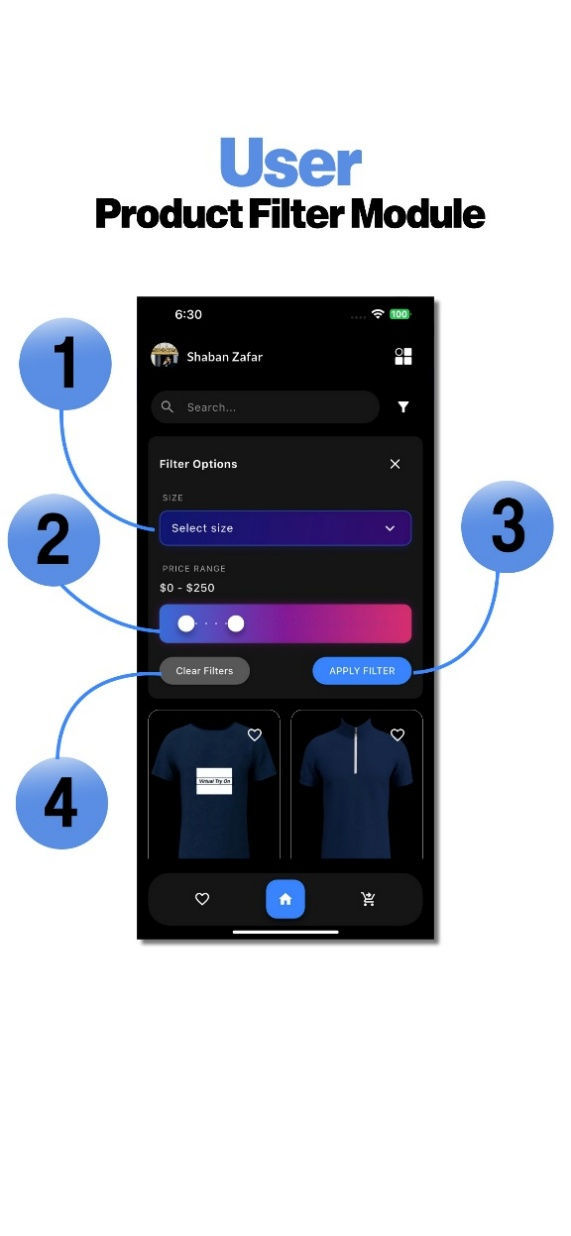 User
Product Filter Module
6:30
100
1
Shaban Zafar
Search...
Filter Options
SIZE
Select size
2
3
PRICE RANGE
$0 - $250
Clear Filters
APPLY FILTER
4
Virtual Try On